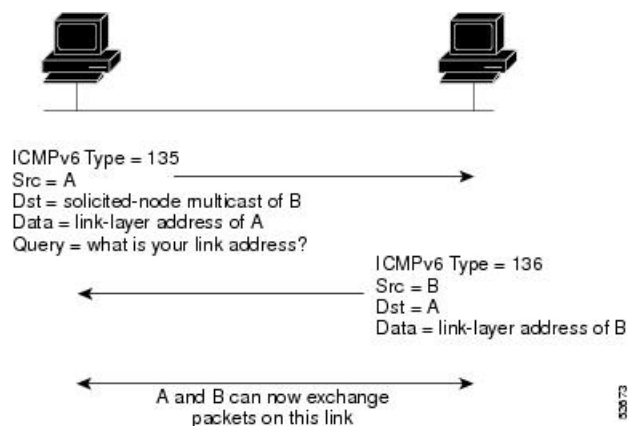 ICMPv6 Type = 135
Src = A
Dst = solicited-node multicast of B
Data = link-layer address of A
Query = what is your link address?
ICMPv6 Type = 136
Src = B
Dst = A
Data = link-layer address of B
A and B can now exchange
packets on this link
52673